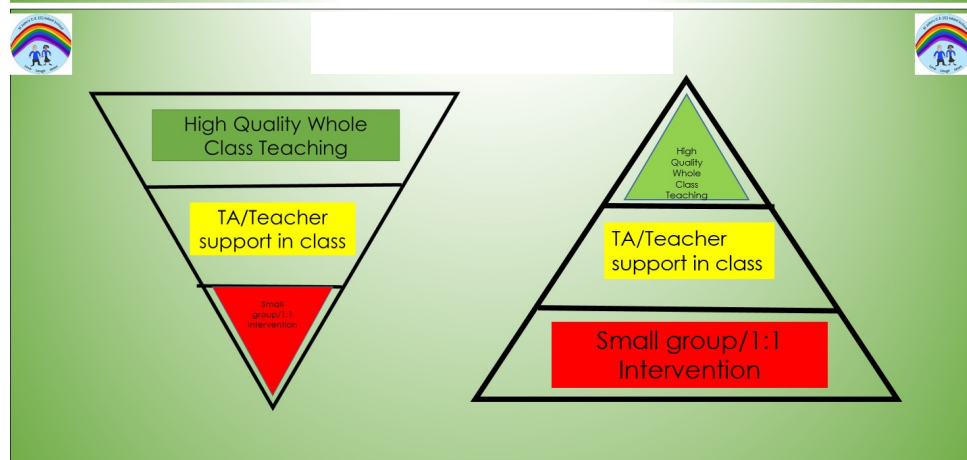 High Quality Whole
Class Teaching
TA/Teacher
support in class
Small
group/1:1
Intervention
High
Quality
Whole
Class
Teaching
TA/Teacher
support in class
Small group/1:1
Intervention